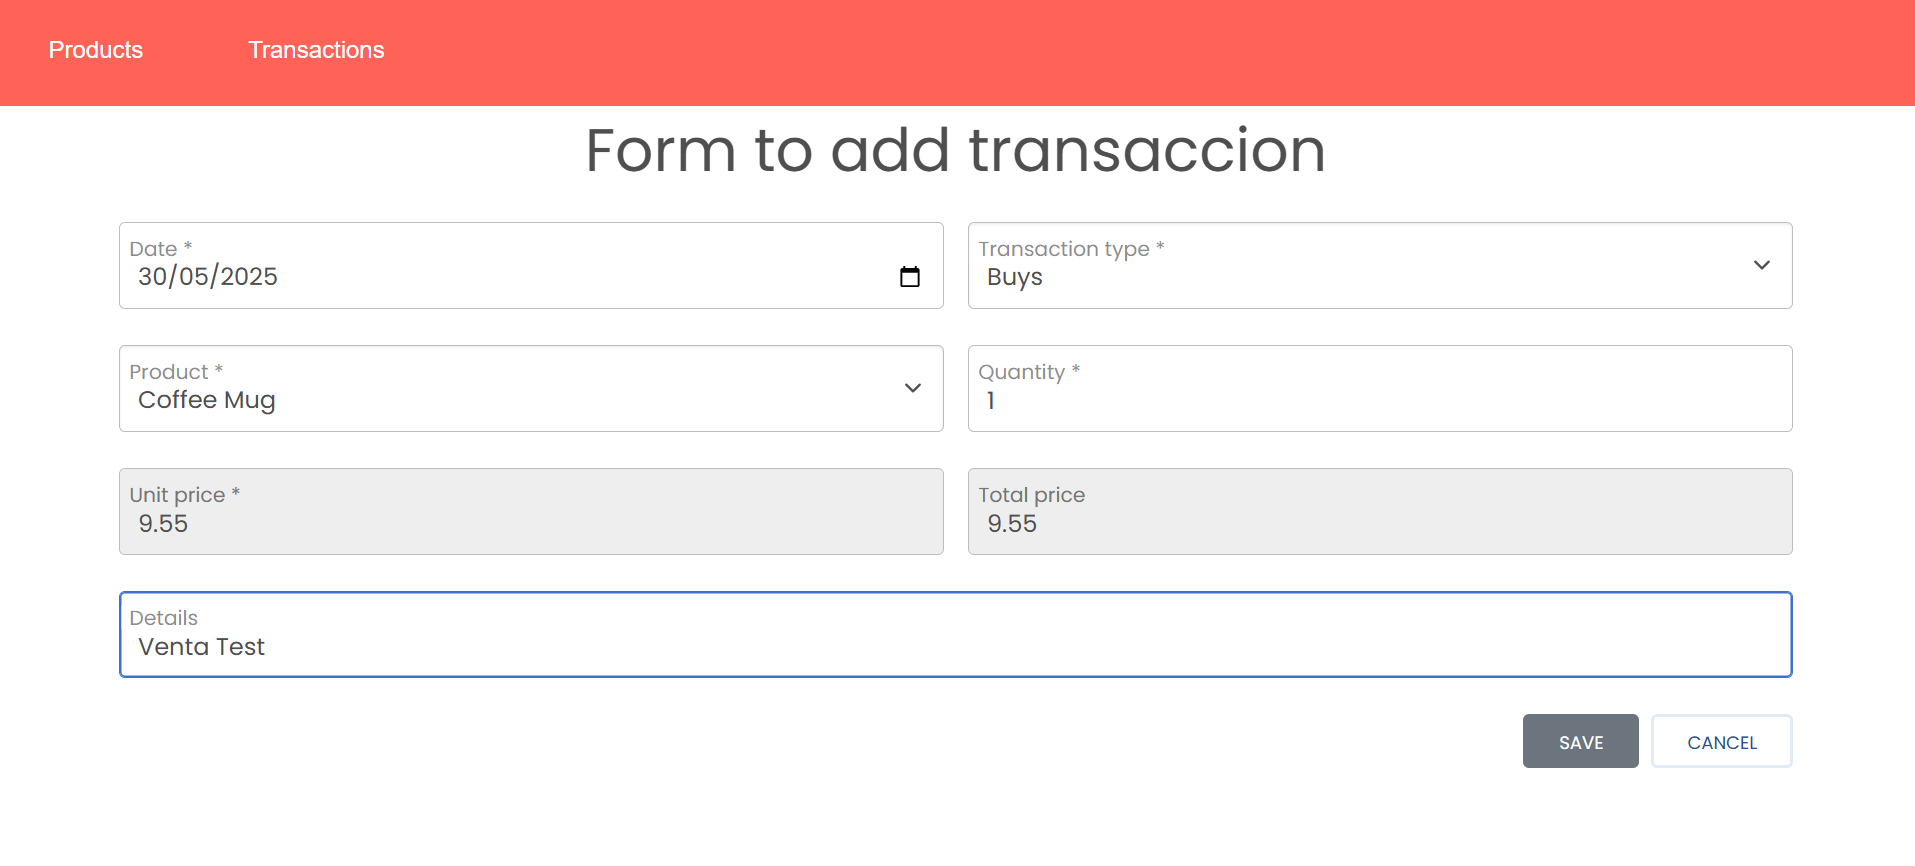 Products Transactions
Form to add transaccion
Date *
30/05/2025
Transaction type *
Buys
Product *
Coffee Mug
Quantity *
1
Unit price *
9.55
Total price
9.55
Details
Venta Test
SAVE CANCEL